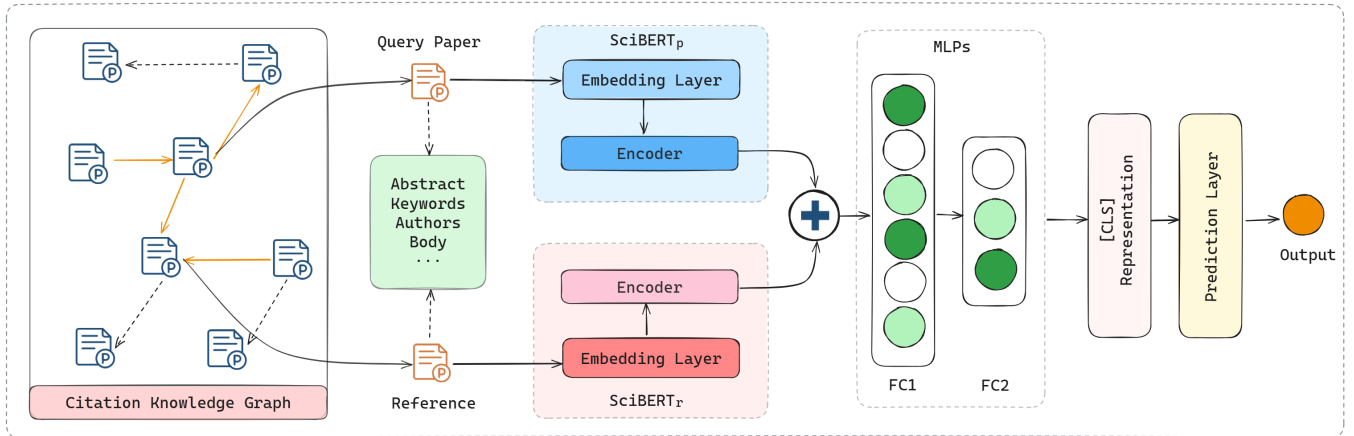 Citation Knowledge Graph
Query Paper
Abstract
Keywords
Authors
Body
...
Reference
SciBERTp
Embedding Layer
Encoder
Encoder
Embedding Layer
SciBERTr
MLPs
FC1
FC2
[CLS]
Representation
Prediction Layer
Output
P
P
P
P
P
P
P
P
P
P